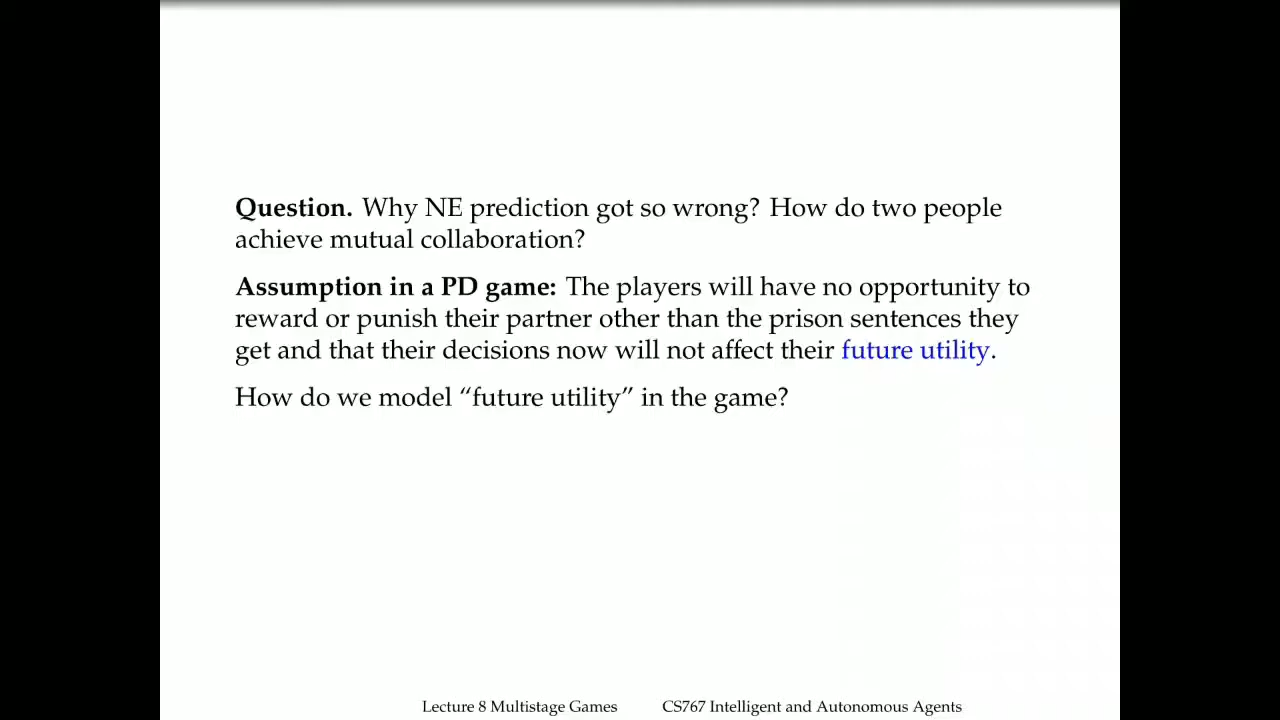 Question. Why NE prediction got so wrong? How do two people
achieve mutual collaboration?
Assumption in a PD game: The players will have no opportunity to
reward or punish their partner other than the prison sentences they
get and that their decisions now will not affect their future utility.
How do we model “future utility” in the game?
Lecture 8 Multistage Games CS767 Intelligent and Autonomous Agents